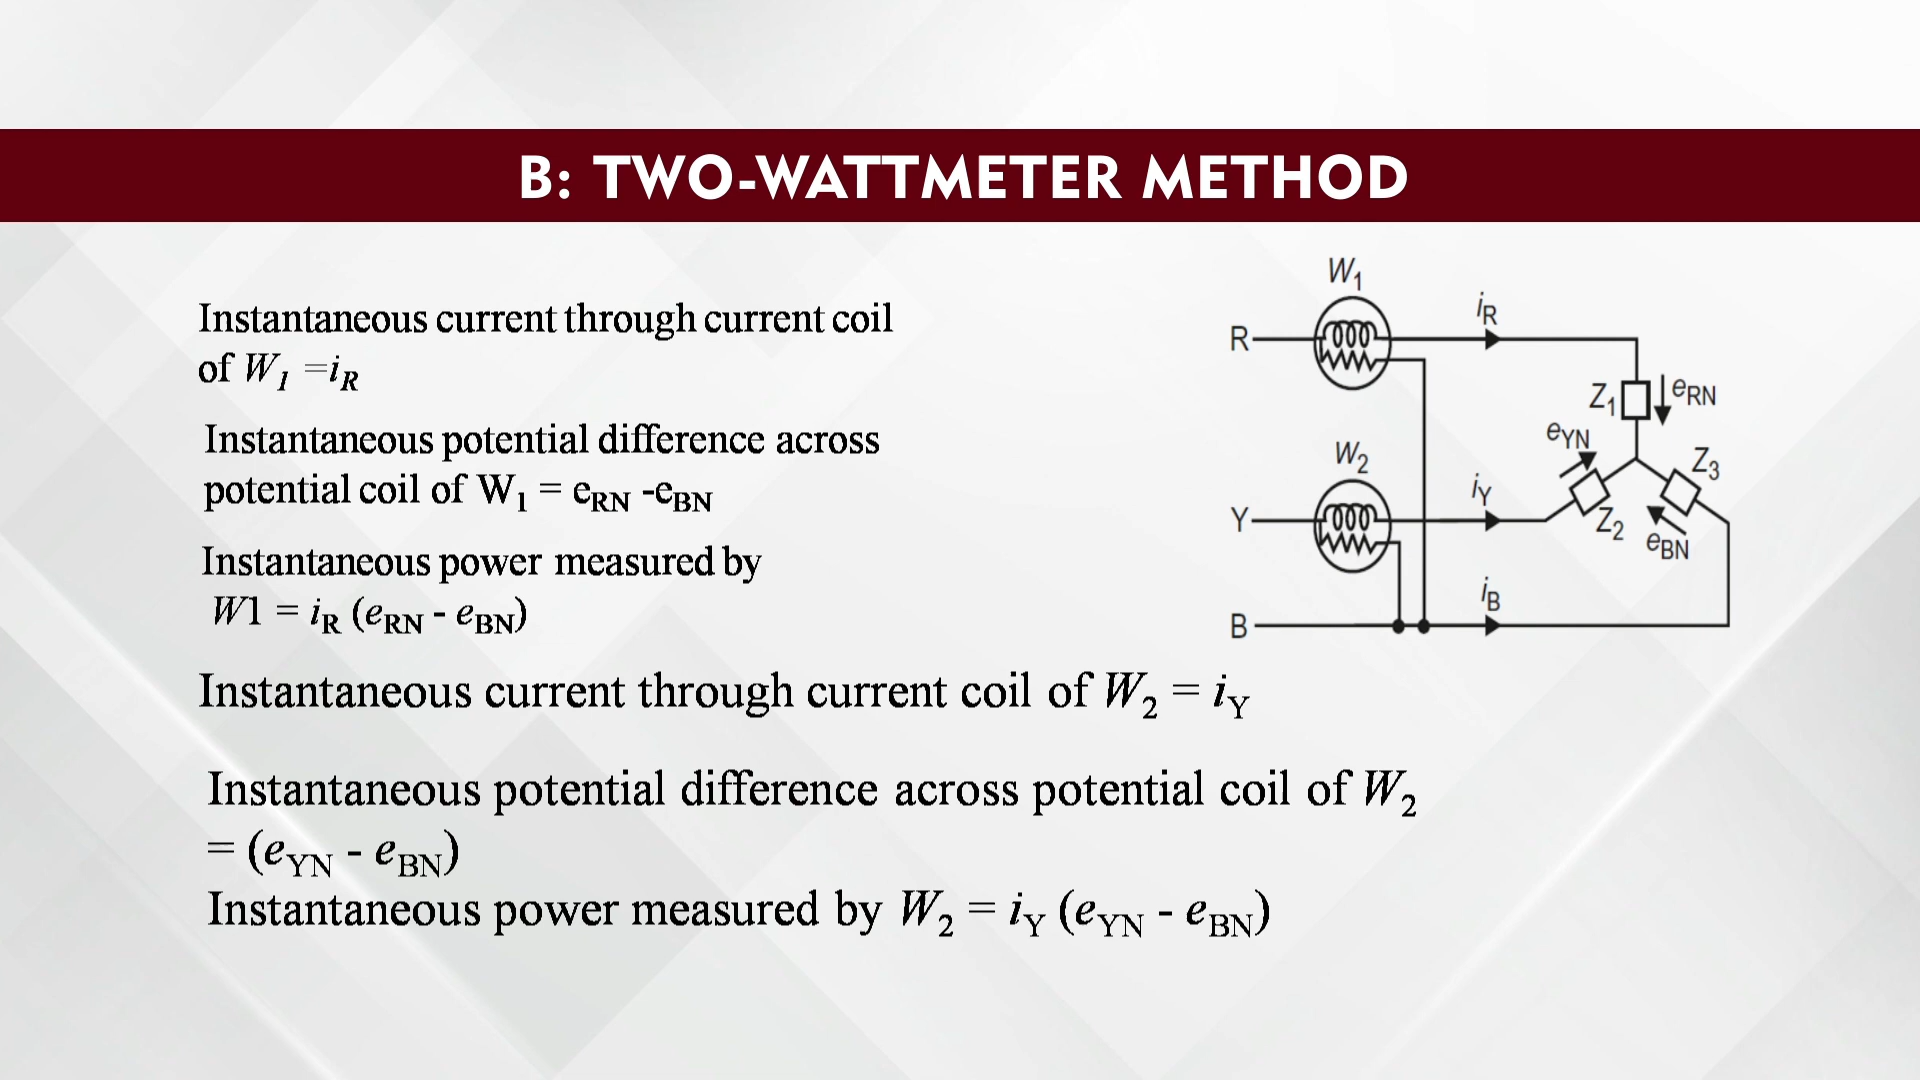 B: TWO-WATTMETER METHOD
Instantaneous current through current coil
of W₁ =iR
Instantaneous potential difference across
potential coil of W₁ = eRN -eBN
Instantaneous power measured by
W1 = iR (eRN - eBN)
Instantaneous current through current coil of W₂ = iY
Instantaneous potential difference across potential coil of W₂
= (eYN - eBN)
Instantaneous power measured by W₂ = iY (eYN - eBN)
W₁
iR
R
Z₁
eRN
eYN
Z₃
W₂
iY
Y
Z₂
eBN
iB
B